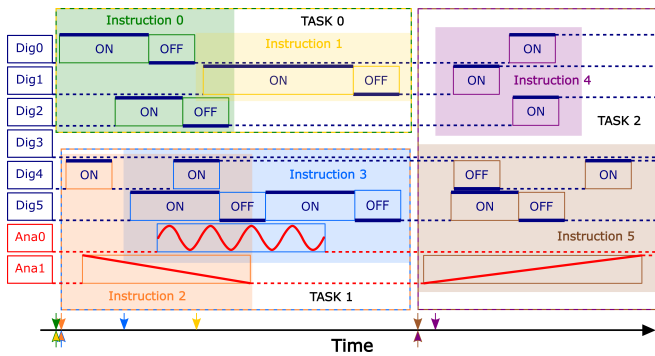 Instruction 0
TASK 0
Dig0
ON
OFF
Instruction 1
ON
Dig1
ON
OFF
ON
Instruction 4
Dig2
ON
OFF
ON
TASK 2
Dig3
Dig4
ON
ON
Instruction 3
OFF
ON
Dig5
ON
OFF
ON
OFF
ON
OFF
Ana0
Instruction 5
Ana1
Instruction 2
TASK 1
Time